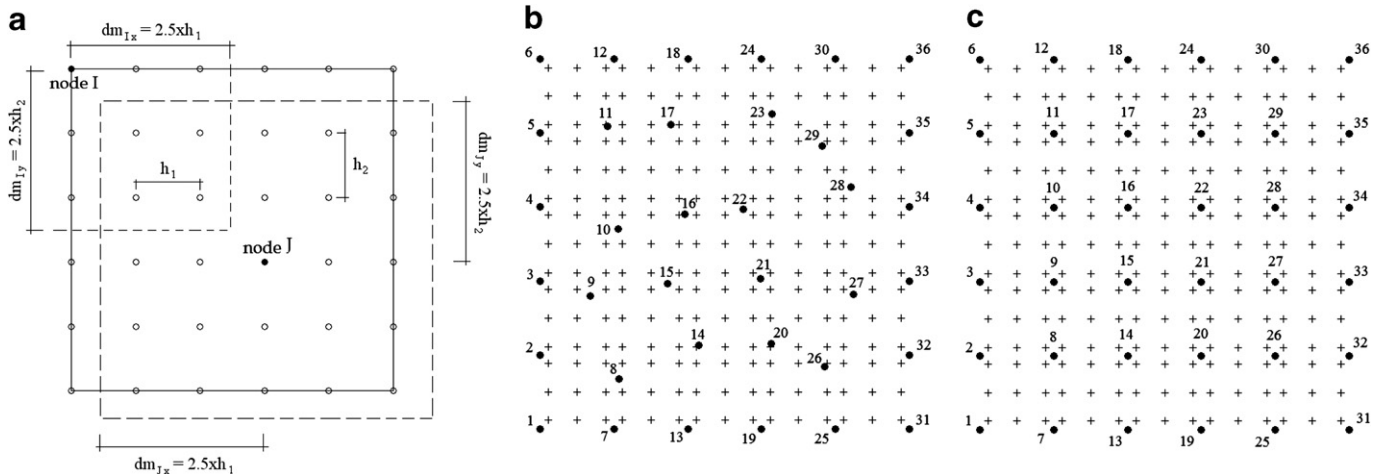 a
dm_Ix = 2.5xh_1
node I
dm_Iy = 2.5xh_2
h_1
h_2
node J
dm_Jy = 2.5xh_2
dm_Jx = 2.5xh_1
b
6 12 18 24 30 36
5 11 17 23 29 35
4 10 16 22 28 34
3 9 15 21 27 33
2 8 14 20 26 32
1 7 13 19 25 31
c
6 12 18 24 30 36
5 11 17 23 29 35
4 10 16 22 28 34
3 9 15 21 27 33
2 8 14 20 26 32
1 7 13 19 25 31